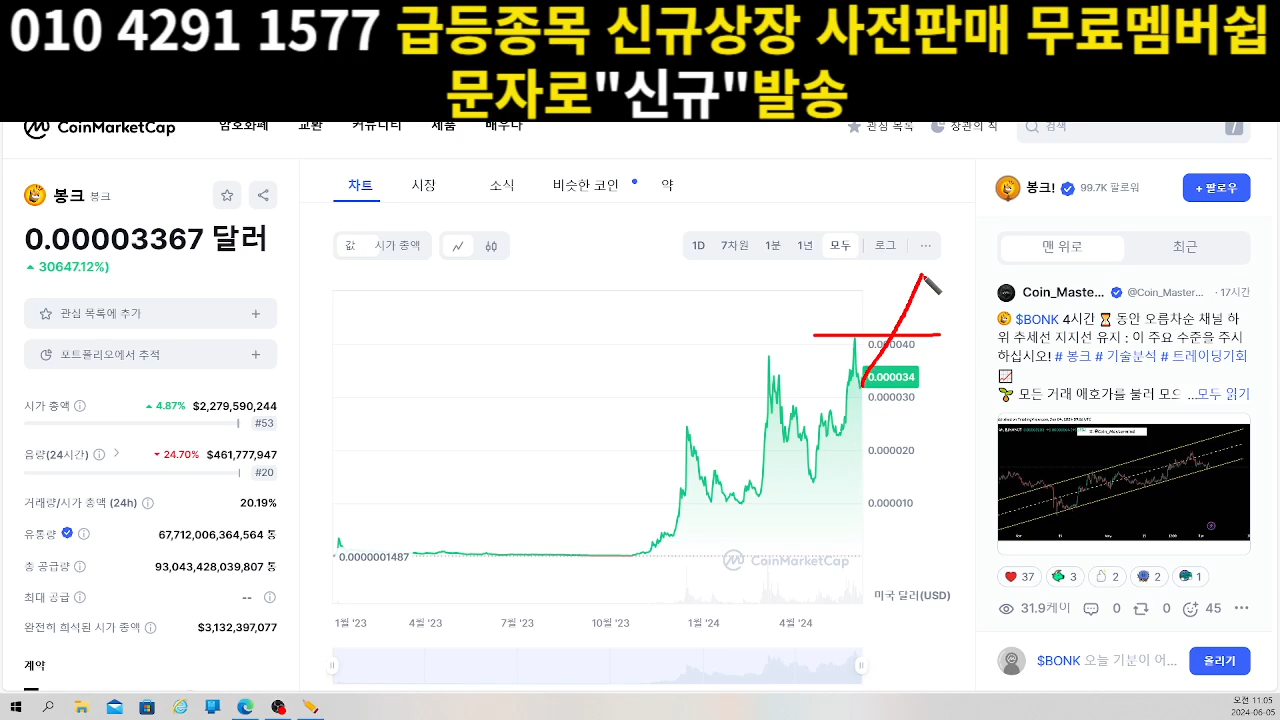 010 4291 1577 급등종목 신규상장 사전판매 무료멤버쉽
문자로"신규"발송
CoinMarketCap
암호화폐 교환 커뮤니티 제품 배우다
관심 목록
검색
/
봉크 봉크
0.00003367 달러
30647.12%)
관심 목록에 추가 +
포트폴리오에서 추적 +
시가 총액 4.87% $2,279,590,244
#53
음량(24시간) 24.70% $461,777,947
#20
거래량/시가 총액 (24h) 20.19%
유통량 67,712,006,364,564 통
총 공급량 93,043,428,039,807 통
최대 공급 --
완전히 희석된 시가 총액 $3,132,397,077
계약
차트 시장 소식 비슷한 코인 약
값 시가 총액
1D 7차원 1분 1년 모두 로그 ...
0.000040
0.000034
0.000030
0.000020
0.000010
0.0000001487
CoinMarketCap
미국 달러(USD)
1월 '23 4월 '23 7월 '23 10월 '23 1월 '24 4월 '24
봉크! 99.7K 팔로워
+ 팔로우
맨 위로 최근
Coin_Maste... @Coin_Master... · 17시간
$BONK 4시간 동안 오름차순 채널 하
위 추세선 지지선 유지 : 이 주요 수준을 주시
하십시오! # 봉크 # 기술분석 # 트레이딩기회
모든 거래 애호가를 불러 모으 ...모두 읽기
37 3 2 2 1
31.9케이 0 0 45
$BONK 오늘 기분이 어...
올리기
오전 11:05
2024-06-05